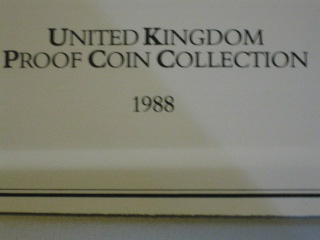 UNITED KINGDOM
PROOF COIN COLLECTION
1988